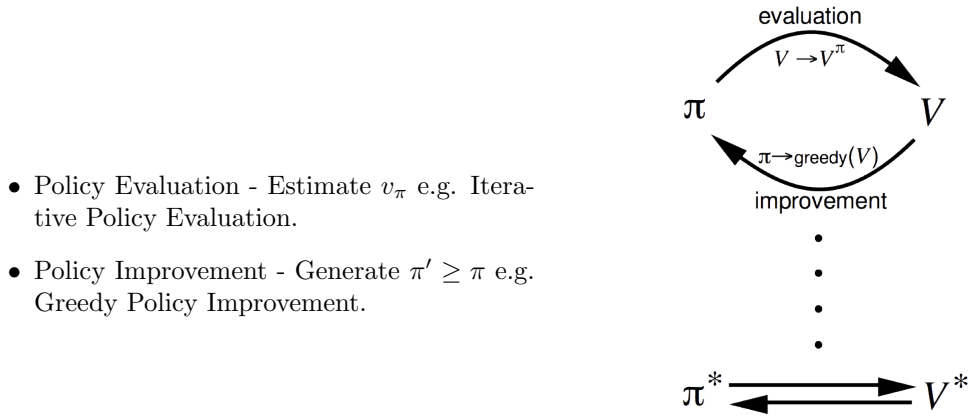 • Policy Evaluation - Estimate v_π e.g. Itera-
tive Policy Evaluation.
• Policy Improvement - Generate π′ ≥ π e.g.
Greedy Policy Improvement.
evaluation
V→V^π
π V
π→greedy(V)
improvement
π* V*